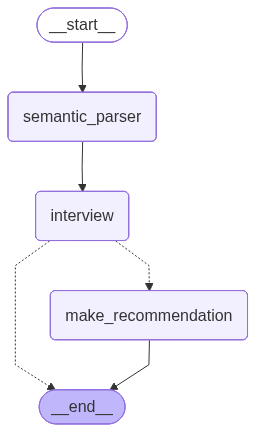 __start__
semantic_parser
interview
make_recommendation
__end__